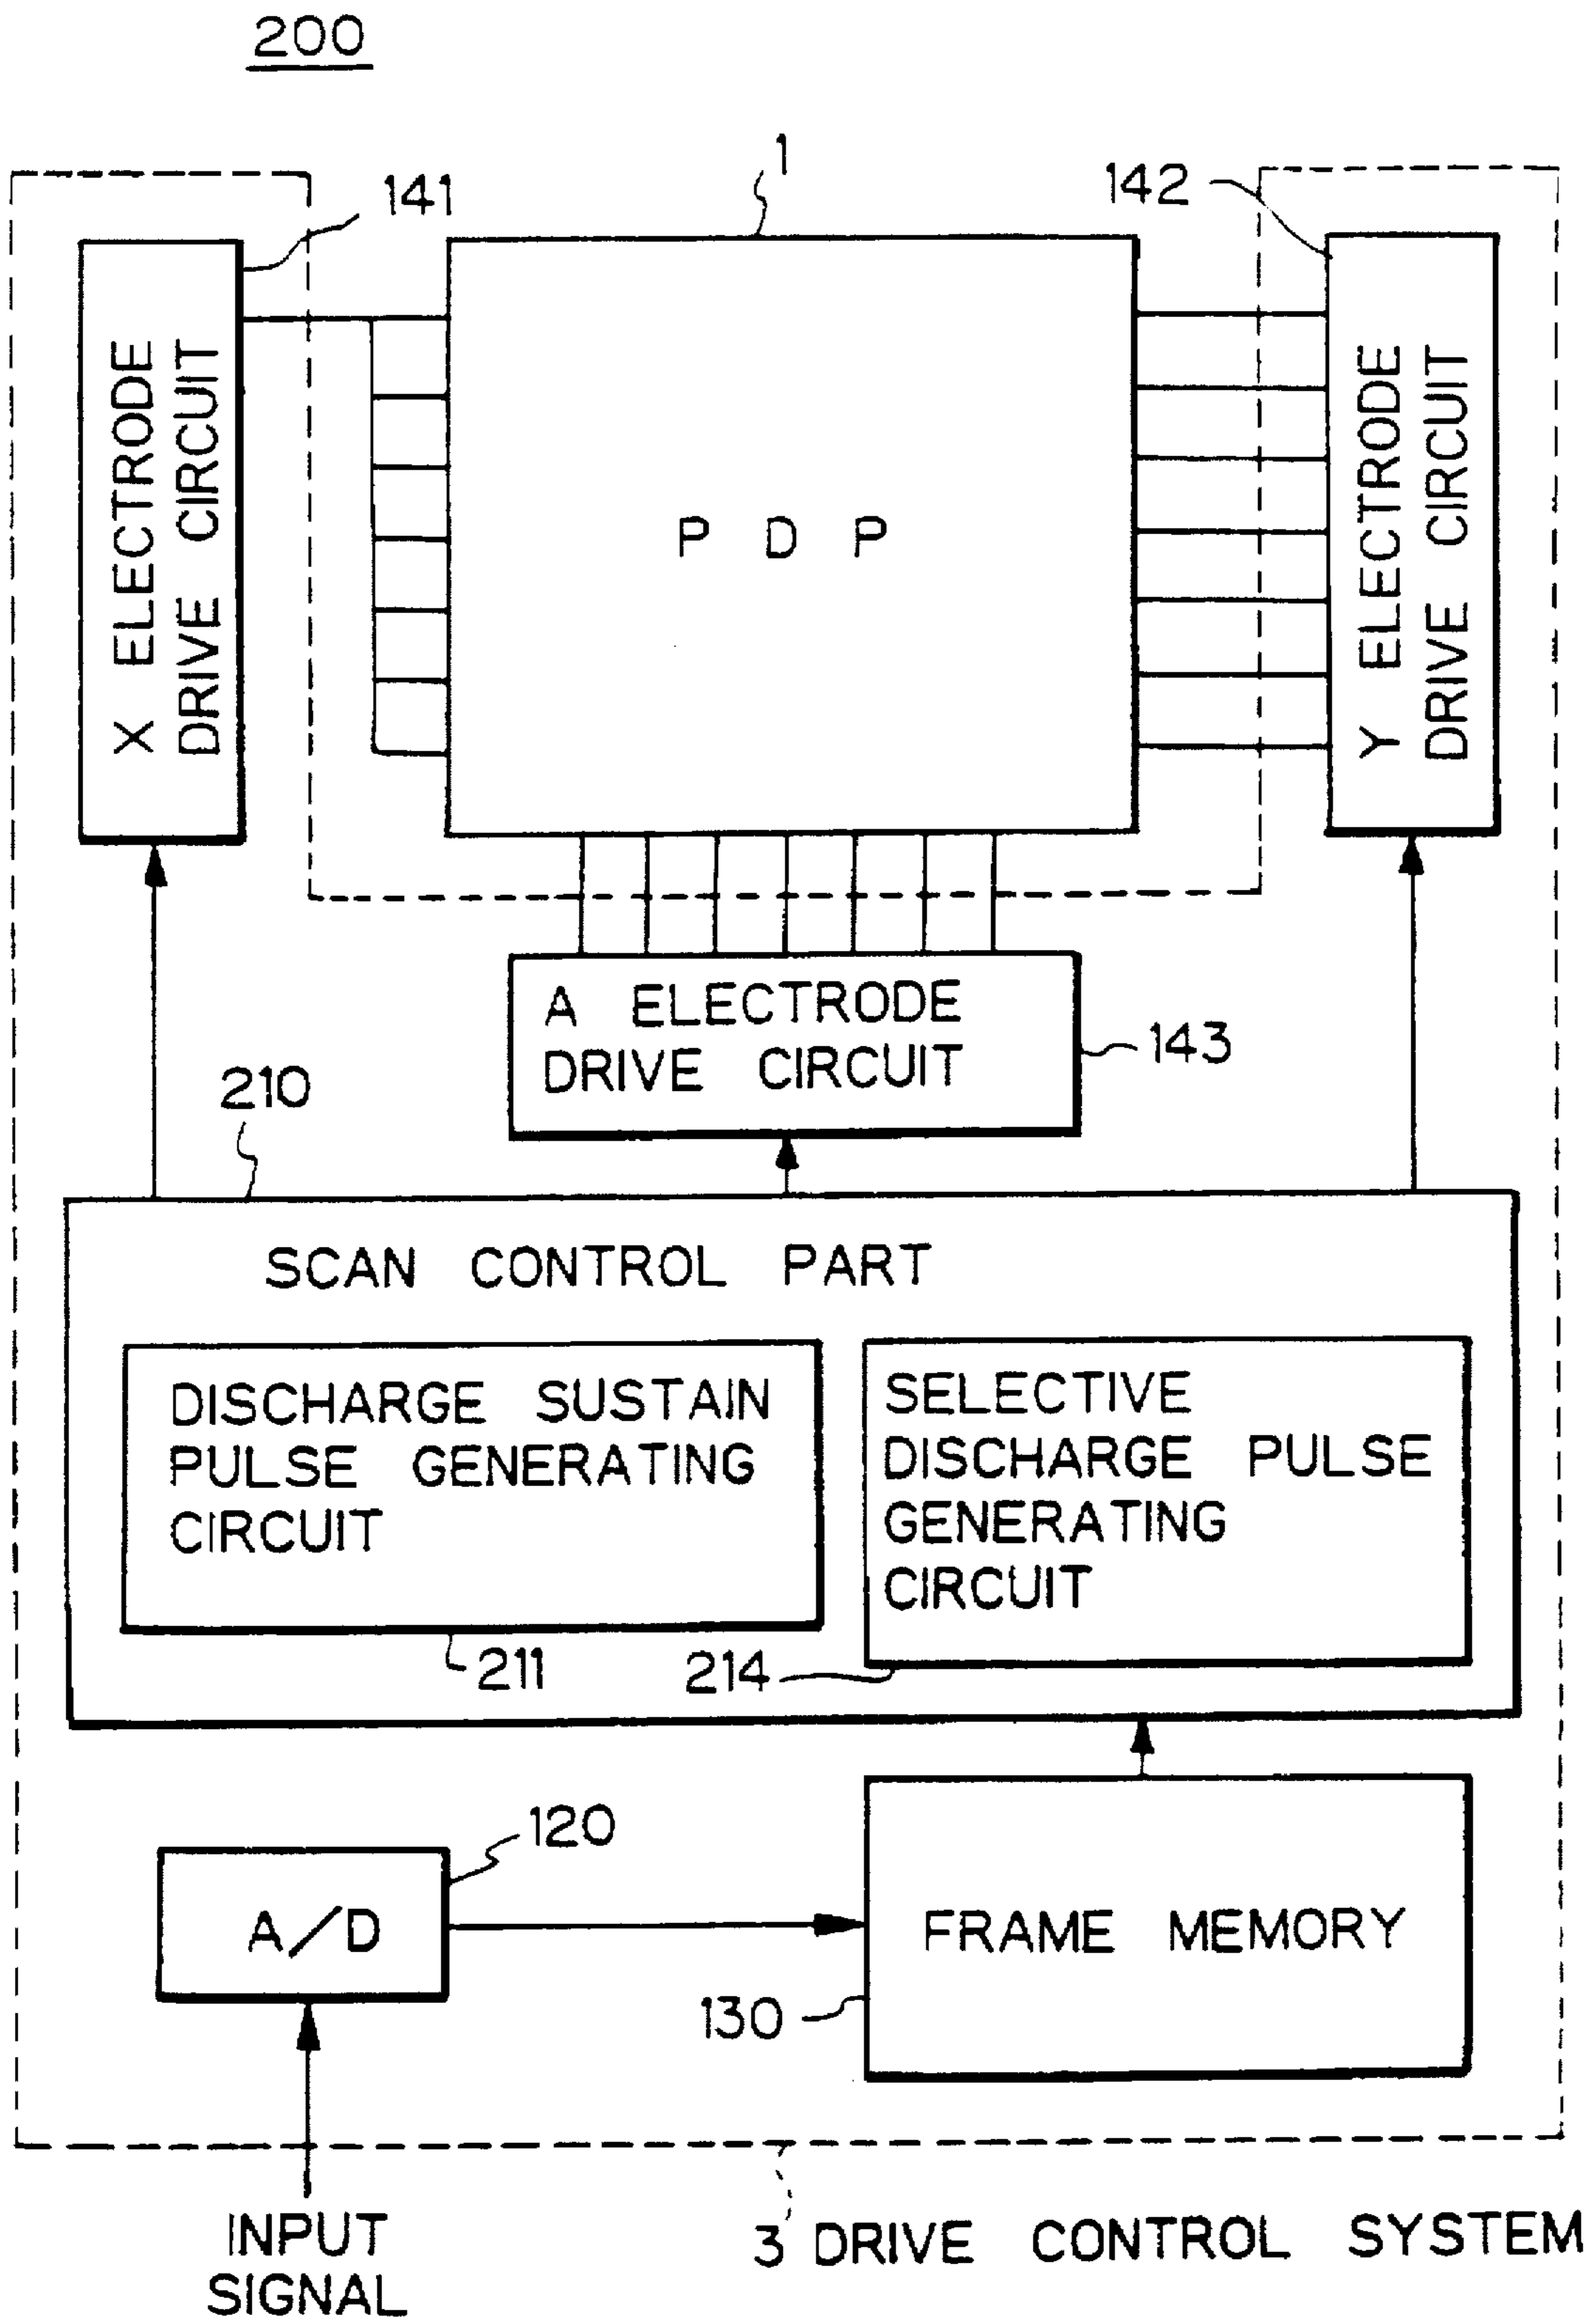 200
1
141
142
X ELECTRODE
DRIVE CIRCUIT
P D P
Y ELECTRODE
DRIVE CIRCUIT
A ELECTRODE
DRIVE CIRCUIT
143
210
SCAN CONTROL PART
DISCHARGE SUSTAIN
PULSE GENERATING
CIRCUIT
211
SELECTIVE
DISCHARGE PULSE
GENERATING
CIRCUIT
214
120
A/D
FRAME MEMORY
130
INPUT
SIGNAL
3 DRIVE CONTROL SYSTEM